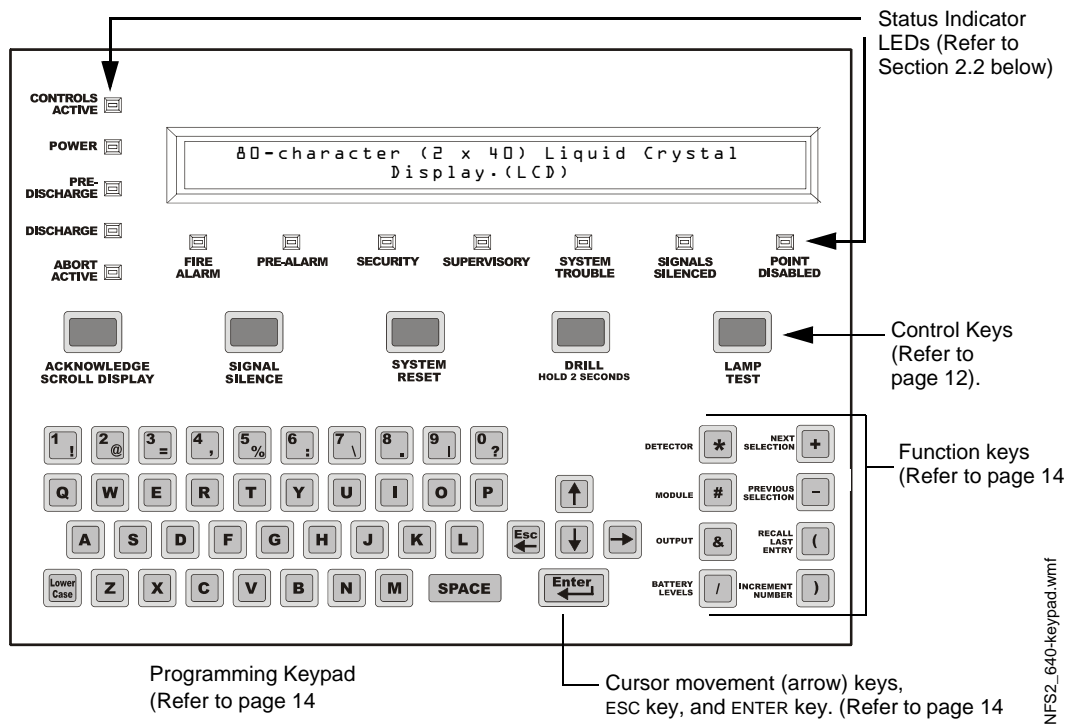 Status Indicator
LEDs (Refer to
Section 2.2 below)
CONTROLS
ACTIVE
POWER
PRE-
DISCHARGE
DISCHARGE
ABORT
ACTIVE
80-character (2 x 40) Liquid Crystal
Display.(LCD)
FIRE
ALARM
PRE-ALARM
SECURITY
SUPERVISORY
SYSTEM
TROUBLE
SIGNALS
SILENCED
POINT
DISABLED
ACKNOWLEDGE
SCROLL DISPLAY
SIGNAL
SILENCE
SYSTEM
RESET
DRILL
HOLD 2 SECONDS
LAMP
TEST
Control Keys
(Refer to
page 12).
1 ! 2 @ 3 = 4 , 5 % 6 : 7 \ 8 . 9 | 0 ?
Q W E R T Y U I O P
A S D F G H J K L
Lower
Case
Z X C V B N M SPACE
↑
Esc
← ↓ →
Enter
DETECTOR * NEXT
SELECTION +
MODULE # PREVIOUS
SELECTION -
OUTPUT & RECALL
LAST
ENTRY (
BATTERY
LEVELS / INCREMENT
NUMBER )
Function keys
(Refer to page 14
Programming Keypad
(Refer to page 14
Cursor movement (arrow) keys,
ESC key, and ENTER key. (Refer to page 14
NFS2_640-keypad.wmf